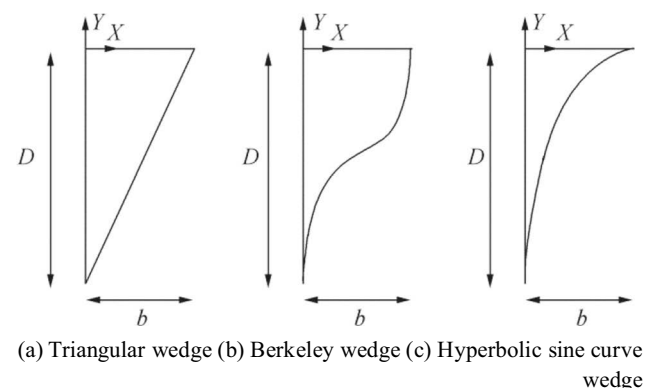 Y X Y X Y X
D D D
b b b
(a) Triangular wedge (b) Berkeley wedge (c) Hyperbolic sine curve
wedge